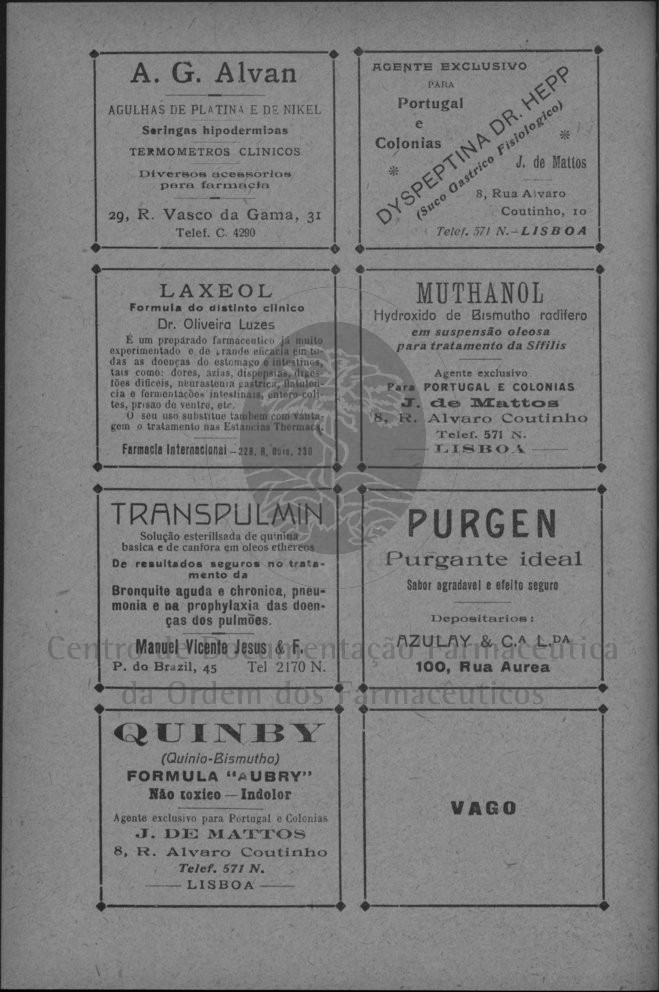 A. G. Alvan
AGULHAS DE PLATINA E DE NIKEL
Seringas hipodermicas
TERMOMETROS CLINICOS
Diversos acessorios
para farmacia
29, R. Vasco da Gama, 31
Telef. C. 4290
AGENTE EXCLUSIVO
PARA
Portugal
e
Colonias
DYSPEPTINA DR. HEPP
(Suco Gastrico Fisiologico)
J. de Mattos
8, Rua Alvaro
Coutinho, 10
Telef. 571 N.-LISBOA
LAXEOL
Formula do distinto clinico
Dr. Oliveira Luzes
É um preparado farmaceutico já muito
experimentado e de grande eficacia em to-
das as doenças do estomago e intestinos,
tais como: dores, azias, dispepsias, diges-
tões dificeis, neurastenia gastrica, flatulen-
cia e fermentações intestinais, entero-coli-
tes, prisao de ventre, etc.
O seu uso substitue tambem com vanta-
gem o tratamento nas Estancias Thermaes.
Farmacia Internacional – 228, R. Ouro, 230
MUTHANOL
Hydroxido de Bismutho radifero
em suspensão oleosa
para tratamento da Sífilis
Agente exclusivo
Para PORTUGAL E COLONIAS
J. de Mattos
8, R. Alvaro Coutinho
Telef. 571 N.
LISBOA
TRANSPULMIN
Solução esterilisada de quinina
basica e de canfora em oleos ethereos
De resultados seguros no trata-
mento da
Bronquite aguda e chronica, pneu-
monia e na prophylaxia das doen-
ças dos pulmões.
Manuel Vicente Jesus & F.
P. do Brazil, 45 Tel 2170 N.
PURGEN
Purgante ideal
Sabor agradavel e efeito seguro
Depositarios:
AZULAY & C.A L.DA
100, Rua Aurea
Centro de Documentação Farmacêutica
da Ordem dos Farmacêuticos
QUINBY
(Quinio-Bismutho)
FORMULA "AUBRY"
Não toxico — Indolor
Agente exclusivo para Portugal e Colonias
J. DE MATTOS
8, R. Alvaro Coutinho
Telef. 571 N.
LISBOA
VAGO